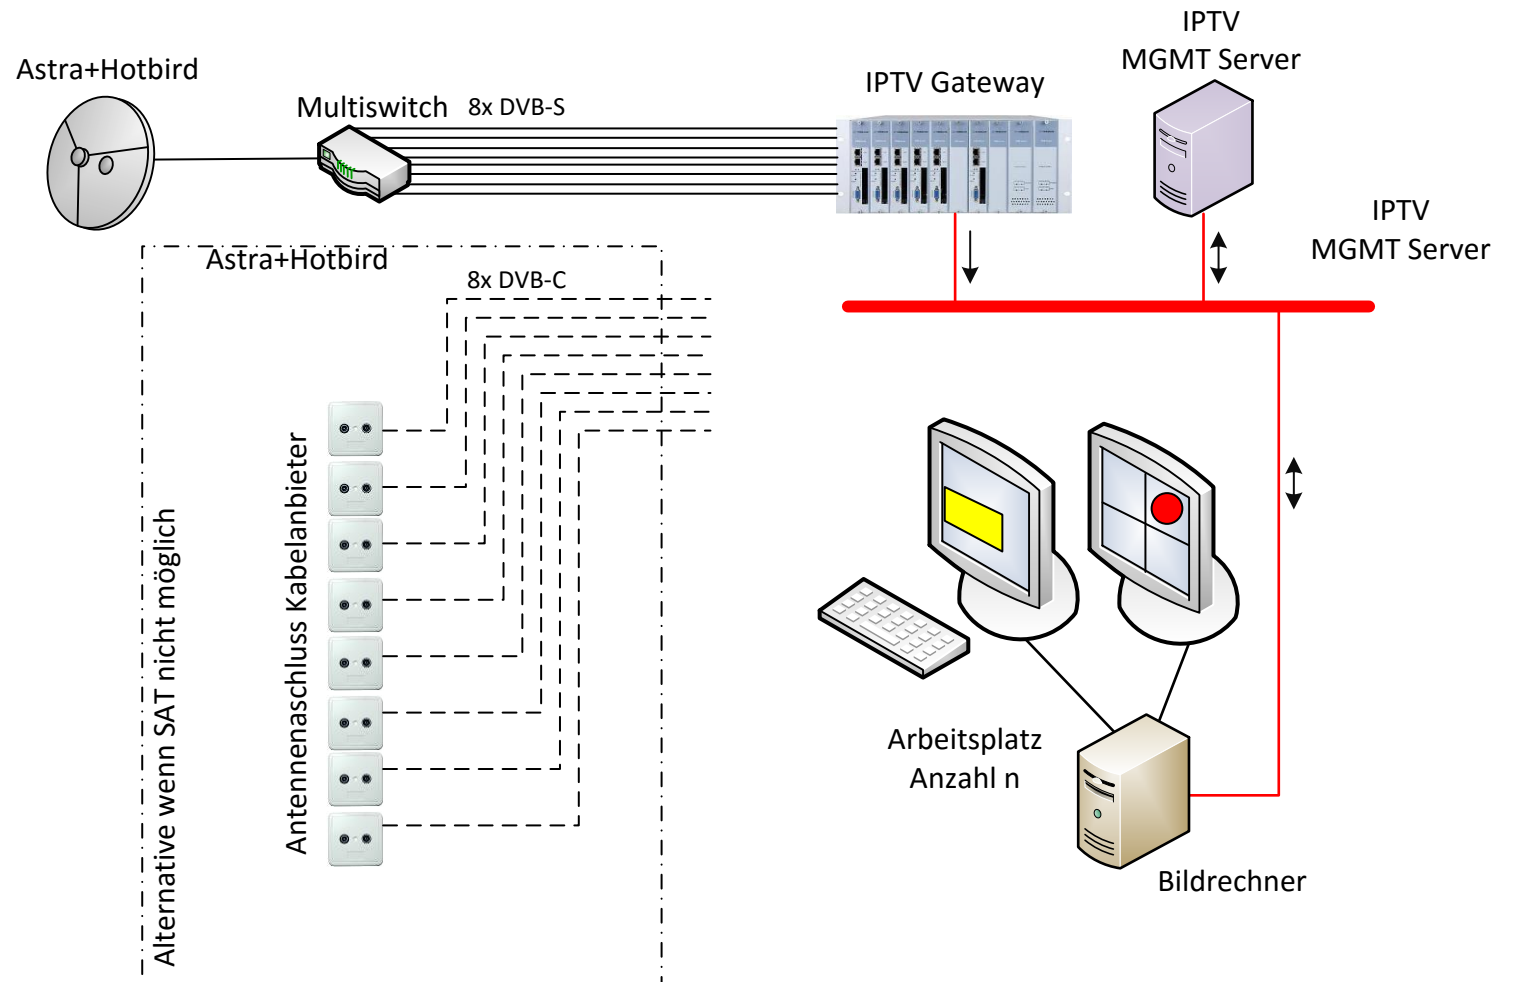 IPTV
MGMT Server
Astra+Hotbird
IPTV Gateway
Multiswitch
8x DVB-S
IPTV
MGMT Server
Astra+Hotbird
8x DVB-C
Antennenaschluss Kabelanbieter
Alternative wenn SAT nicht möglich
Arbeitsplatz
Anzahl n
Bildrechner